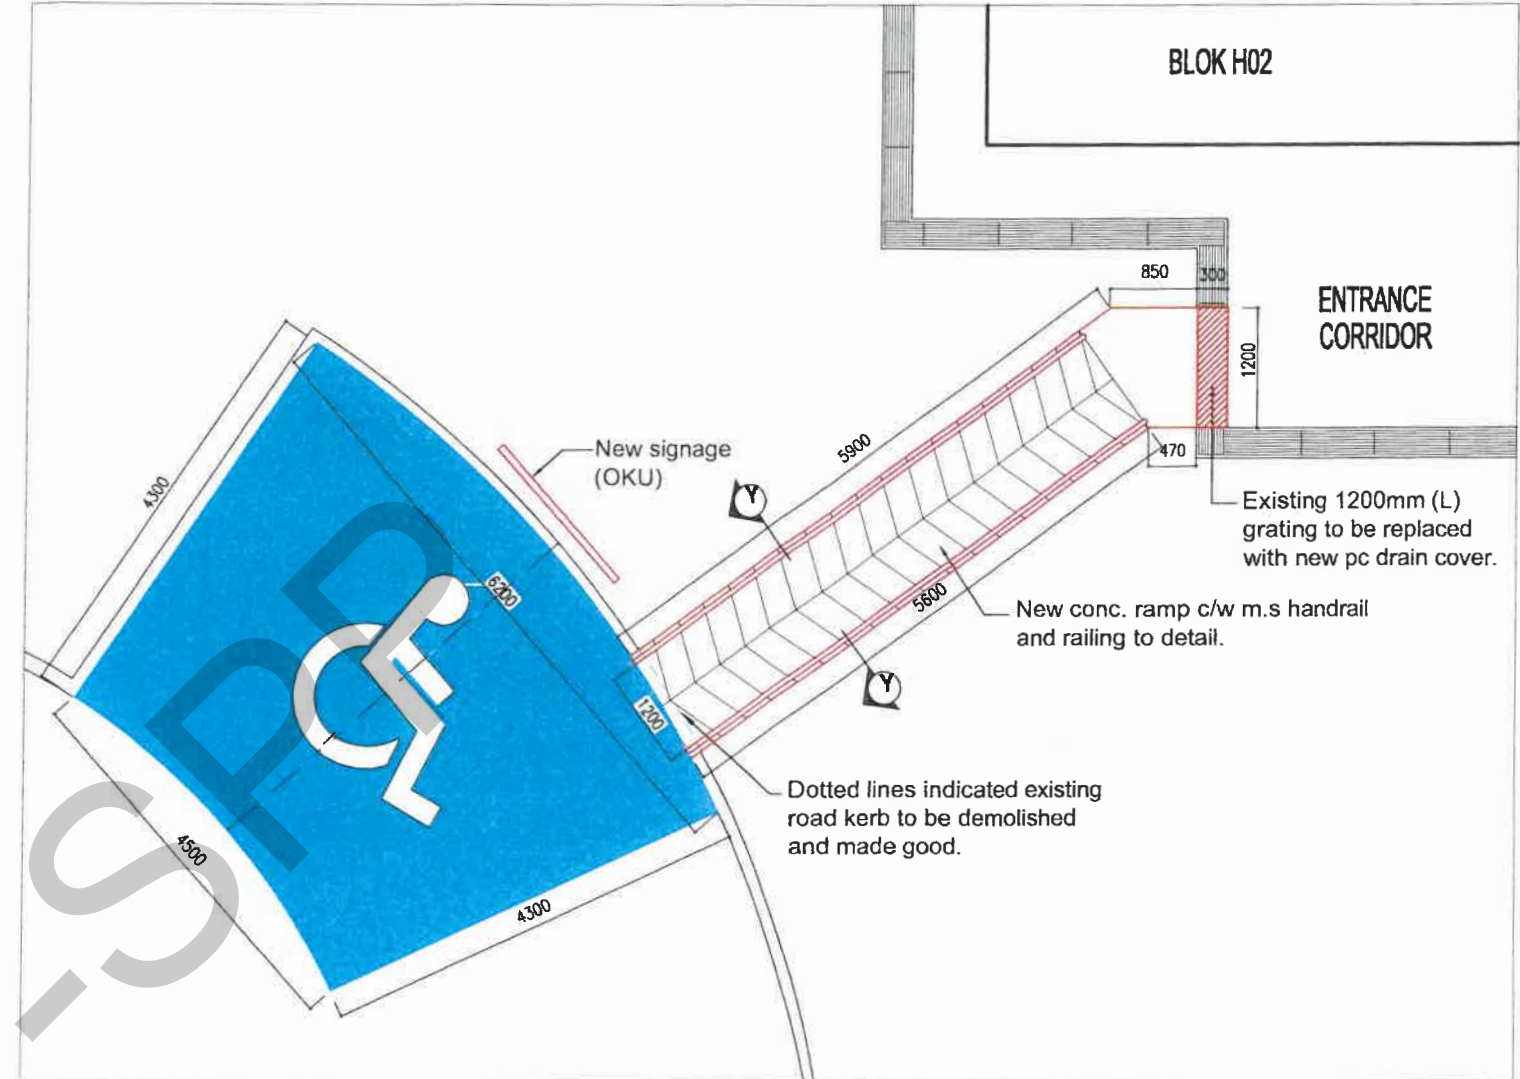 BLOK H02
850
300
ENTRANCE
CORRIDOR
1200
5900
470
New signage
(OKU)
4300
Y
Existing 1200mm (L)
grating to be replaced
with new pc drain cover.
6200
5600
New conc. ramp c/w m.s handrail
and railing to detail.
Y
1200
Dotted lines indicated existing
road kerb to be demolished
and made good.
4500
4300
-SPP